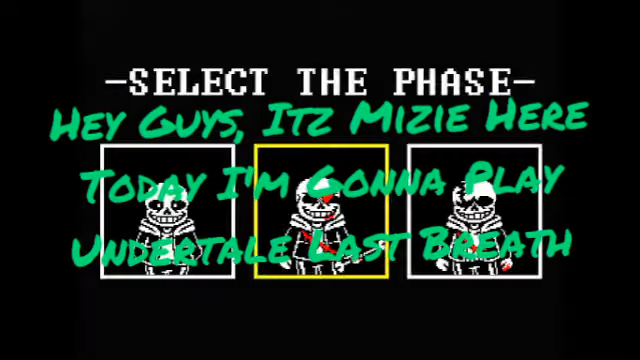 -SELECT THE PHASE-
Hey Guys, Itz Mizie Here
Today I'm Gonna Play
Undertale Last Breath